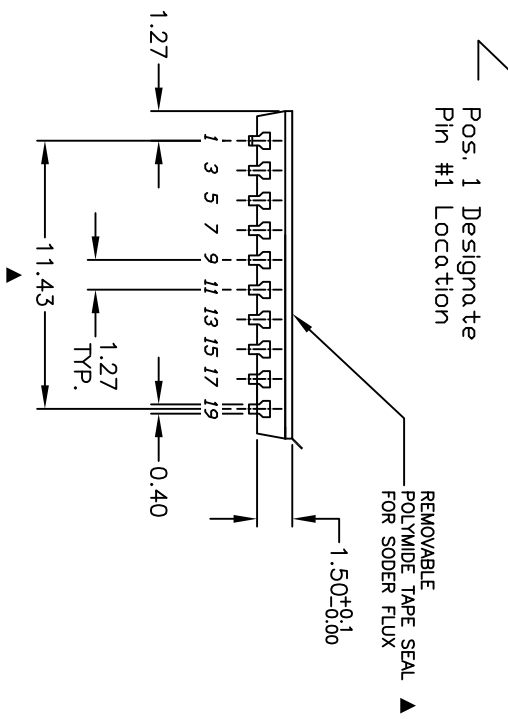 Pos. 1 Designate
Pin #1 Location
REMOVABLE
POLYMIDE TAPE SEAL
FOR SODER FLUX
1.27
1 3 5 7 9 11 13 15 17 19
11.43
1.27
TYP.
0.40
1.50+0.1
-0.00